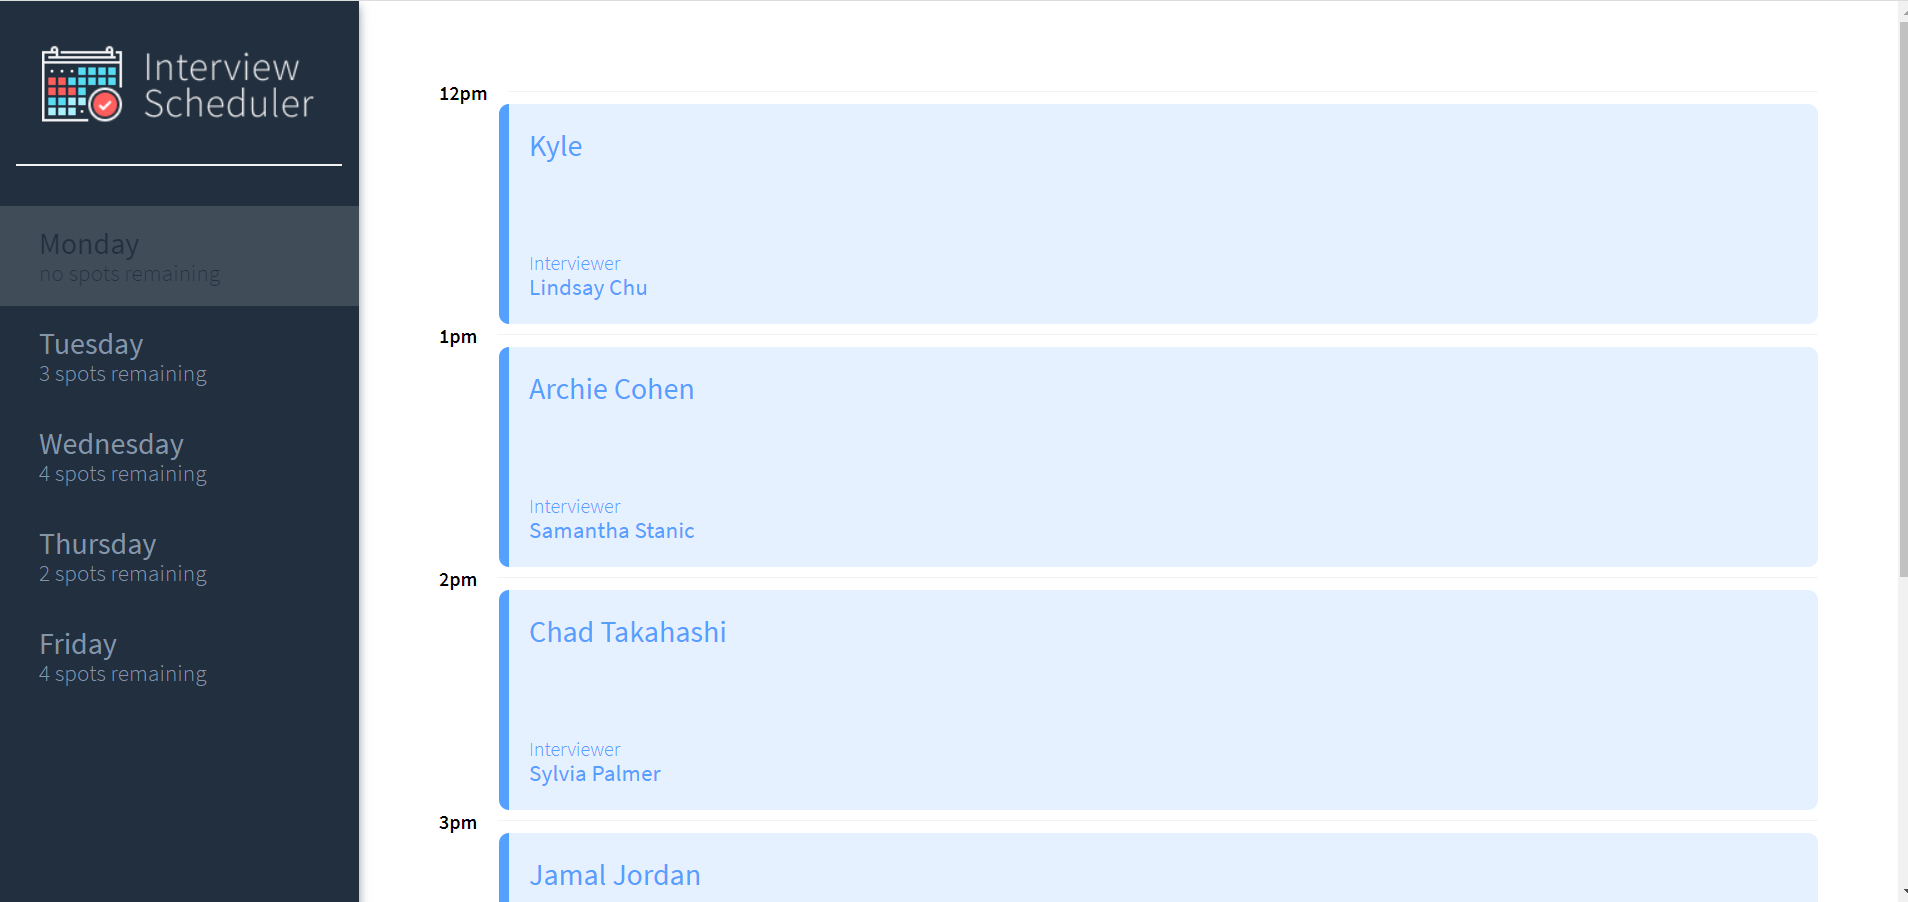 Interview
Scheduler
Monday
no spots remaining
Tuesday
3 spots remaining
Wednesday
4 spots remaining
Thursday
2 spots remaining
Friday
4 spots remaining
12pm
Kyle
Interviewer
Lindsay Chu
1pm
Archie Cohen
Interviewer
Samantha Stanic
2pm
Chad Takahashi
Interviewer
Sylvia Palmer
3pm
Jamal Jordan